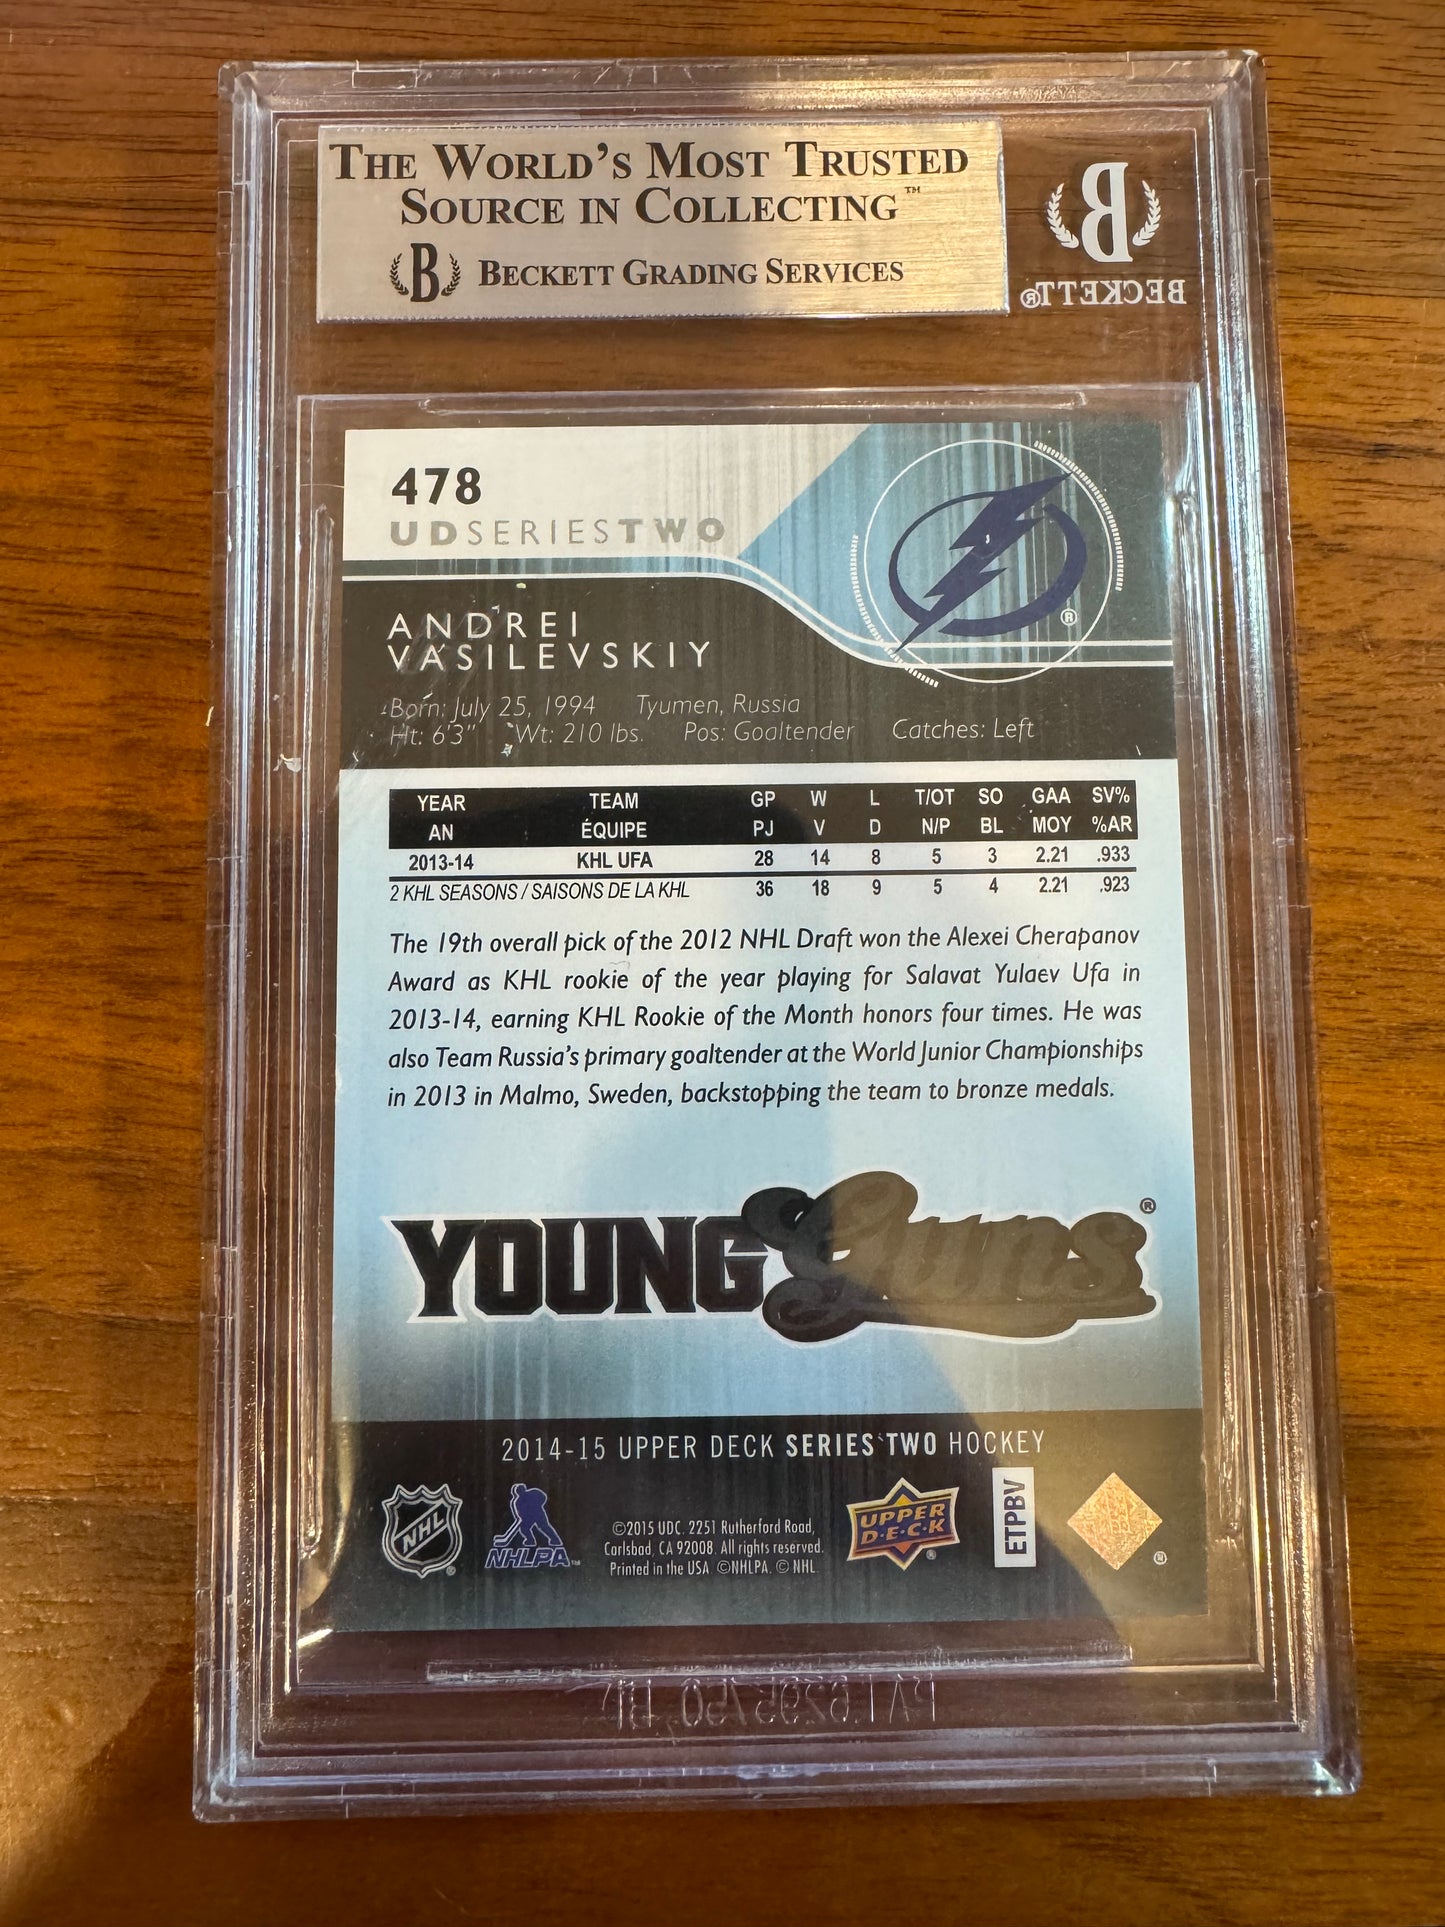 THE WORLD'S MOST TRUSTED
SOURCE IN COLLECTING™
B BECKETT GRADING SERVICES
B
BECKETT®
478
UDSERIESTWO
®
ANDREI
VASILEVSKIY
Born: July 25, 1994 Tyumen, Russia
Ht: 6'3" Wt: 210 lbs. Pos: Goaltender Catches: Left
YEAR TEAM GP W L T/OT SO GAA SV%
AN ÉQUIPE PJ V D N/P BL MOY %AR
2013-14 KHL UFA 28 14 8 5 3 2.21 .933
2 KHL SEASONS / SAISONS DE LA KHL 36 18 9 5 4 2.21 .923
The 19th overall pick of the 2012 NHL Draft won the Alexei Cherapanov
Award as KHL rookie of the year playing for Salavat Yulaev Ufa in
2013-14, earning KHL Rookie of the Month honors four times. He was
also Team Russia's primary goaltender at the World Junior Championships
in 2013 in Malmo, Sweden, backstopping the team to bronze medals.
YOUNG Guns®
2014-15 UPPER DECK SERIES TWO HOCKEY
NHL®
NHLPA™
©2015 UDC. 2251 Rutherford Road,
Carlsbad, CA 92008. All rights reserved.
Printed in the USA ©NHLPA. © NHL
UPPER
D·E·C·K®
ETPBV